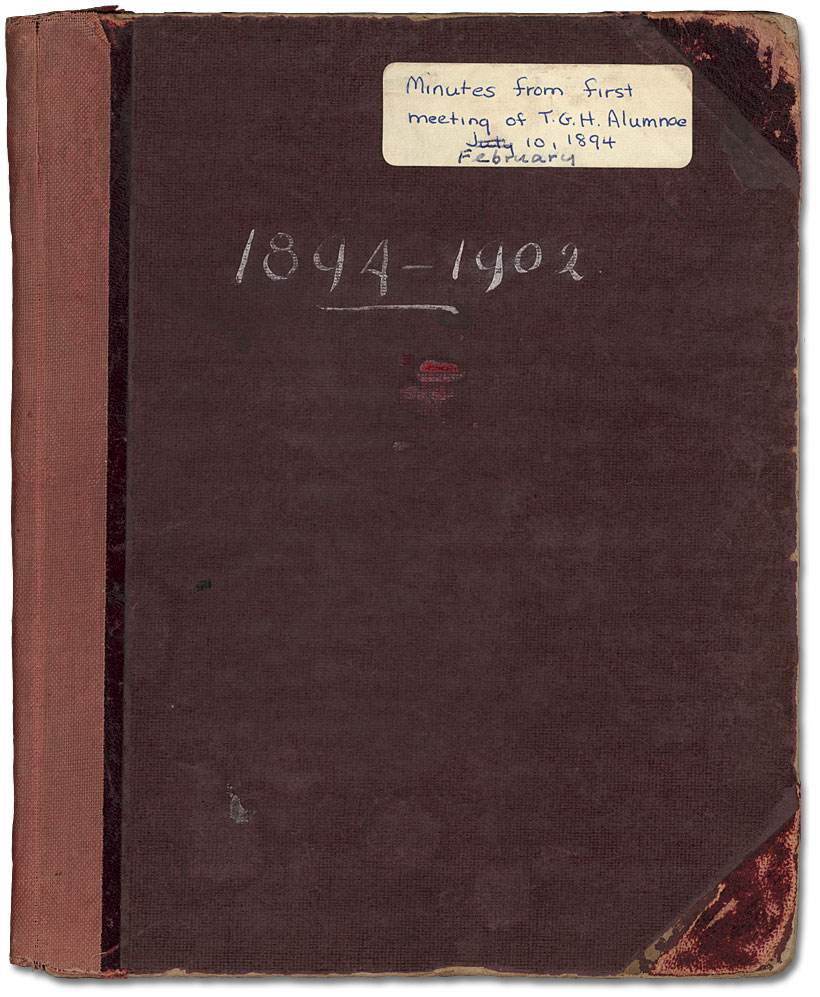 Minutes from first
meeting of T.G.H. Alumnae
July 10, 1894
February
1894-1902